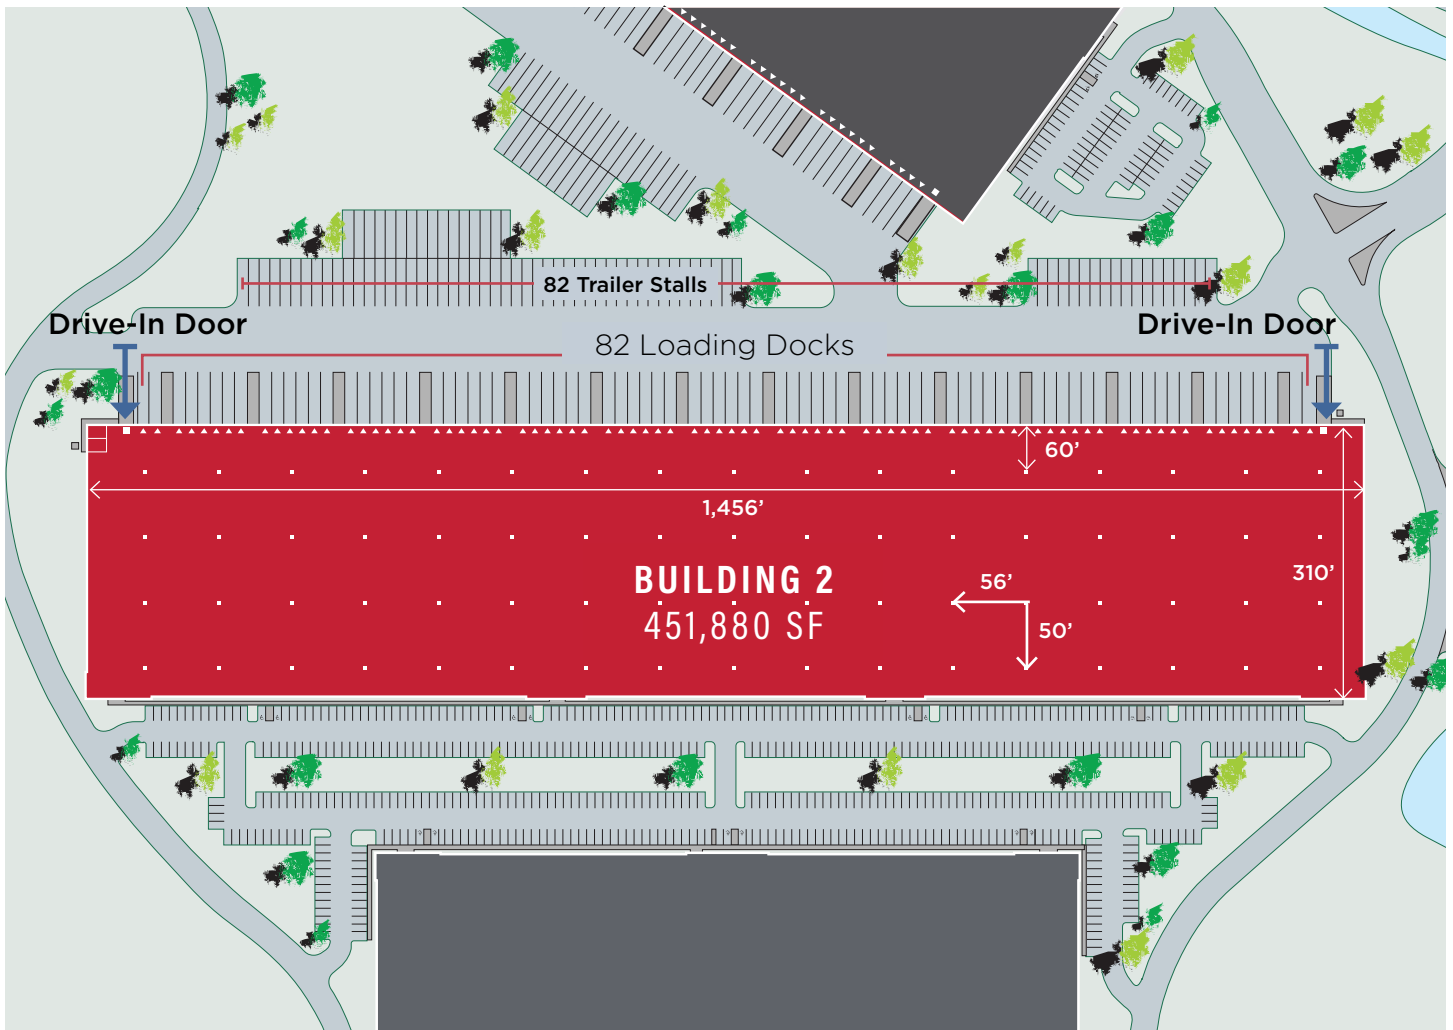 82 Trailer Stalls
Drive-In Door
Drive-In Door
82 Loading Docks
60’
1,456’
BUILDING 2
451,880 SF
56’
50’
310’